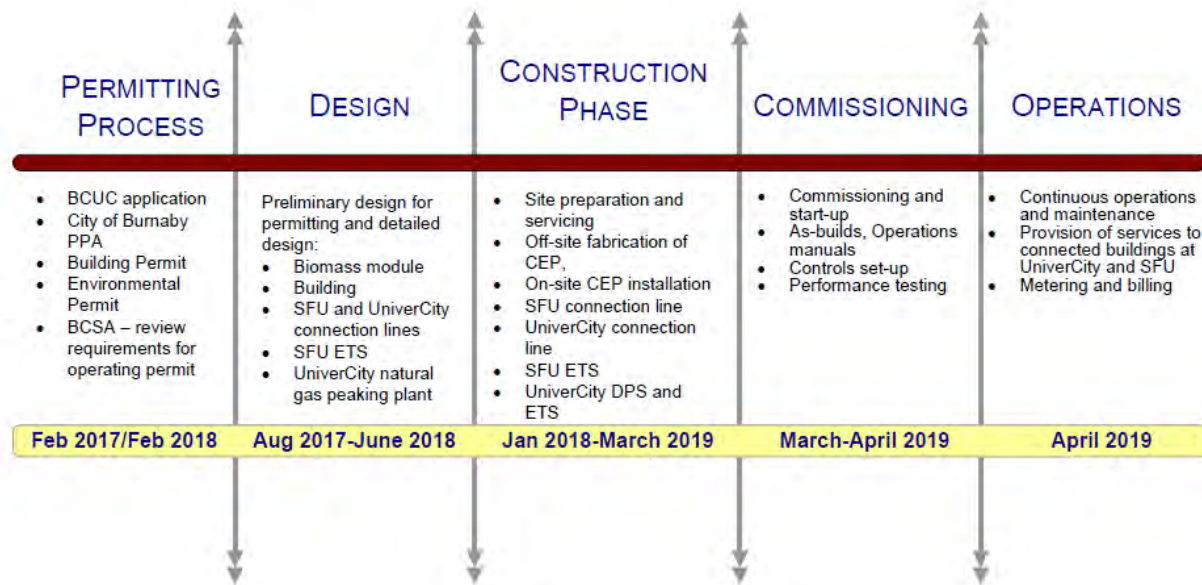 PERMITTING
PROCESS
• BCUC application
• City of Burnaby
PPA
• Building Permit
• Environmental
Permit
• BCSA – review
requirements for
operating permit
Feb 2017/Feb 2018
DESIGN
Preliminary design for
permitting and detailed
design:
• Biomass module
• Building
• SFU and UniverCity
connection lines
• SFU ETS
• UniverCity natural
gas peaking plant
Aug 2017-June 2018
CONSTRUCTION
PHASE
• Site preparation and
servicing
• Off-site fabrication of
CEP,
• On-site CEP installation
• SFU connection line
• UniverCity connection
line
• SFU ETS
• UniverCity DPS and
ETS
Jan 2018-March 2019
COMMISSIONING
• Commissioning and
start-up
• As-builds, Operations
manuals
• Controls set-up
• Performance testing
March-April 2019
OPERATIONS
• Continuous operations
and maintenance
• Provision of services to
connected buildings at
UniverCity and SFU
• Metering and billing
April 2019